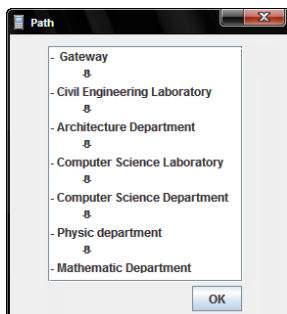 Path
- Gateway
⇩
- Civil Engineering Laboratory
⇩
- Architecture Department
⇩
- Computer Science Laboratory
⇩
- Computer Science Department
⇩
- Physic department
⇩
- Mathematic Department
OK